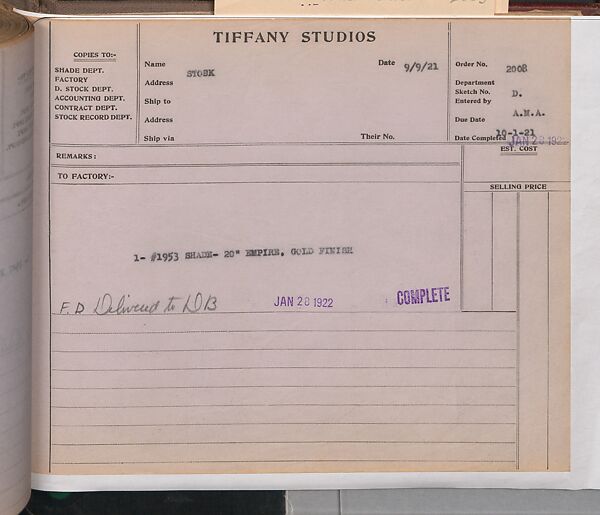 TIFFANY STUDIOS
COPIES TO:-
SHADE DEPT.
FACTORY
D. STOCK DEPT.
ACCOUNTING DEPT.
CONTRACT DEPT.
STOCK RECORD DEPT.
Name STOSK
Date 9/9/21
Address
Ship to
Address
Ship via
Their No.
Order No. 2008
Department D.
Sketch No.
Entered by A.M.A.
Due Date 10-1-21
Date Completed JAN 28 1922
REMARKS:
EST. COST
TO FACTORY:-
SELLING PRICE
1- #1953 SHADE- 20" EMPIRE, GOLD FINISH
F.D Delivered to DB JAN 28 1922 COMPLETE